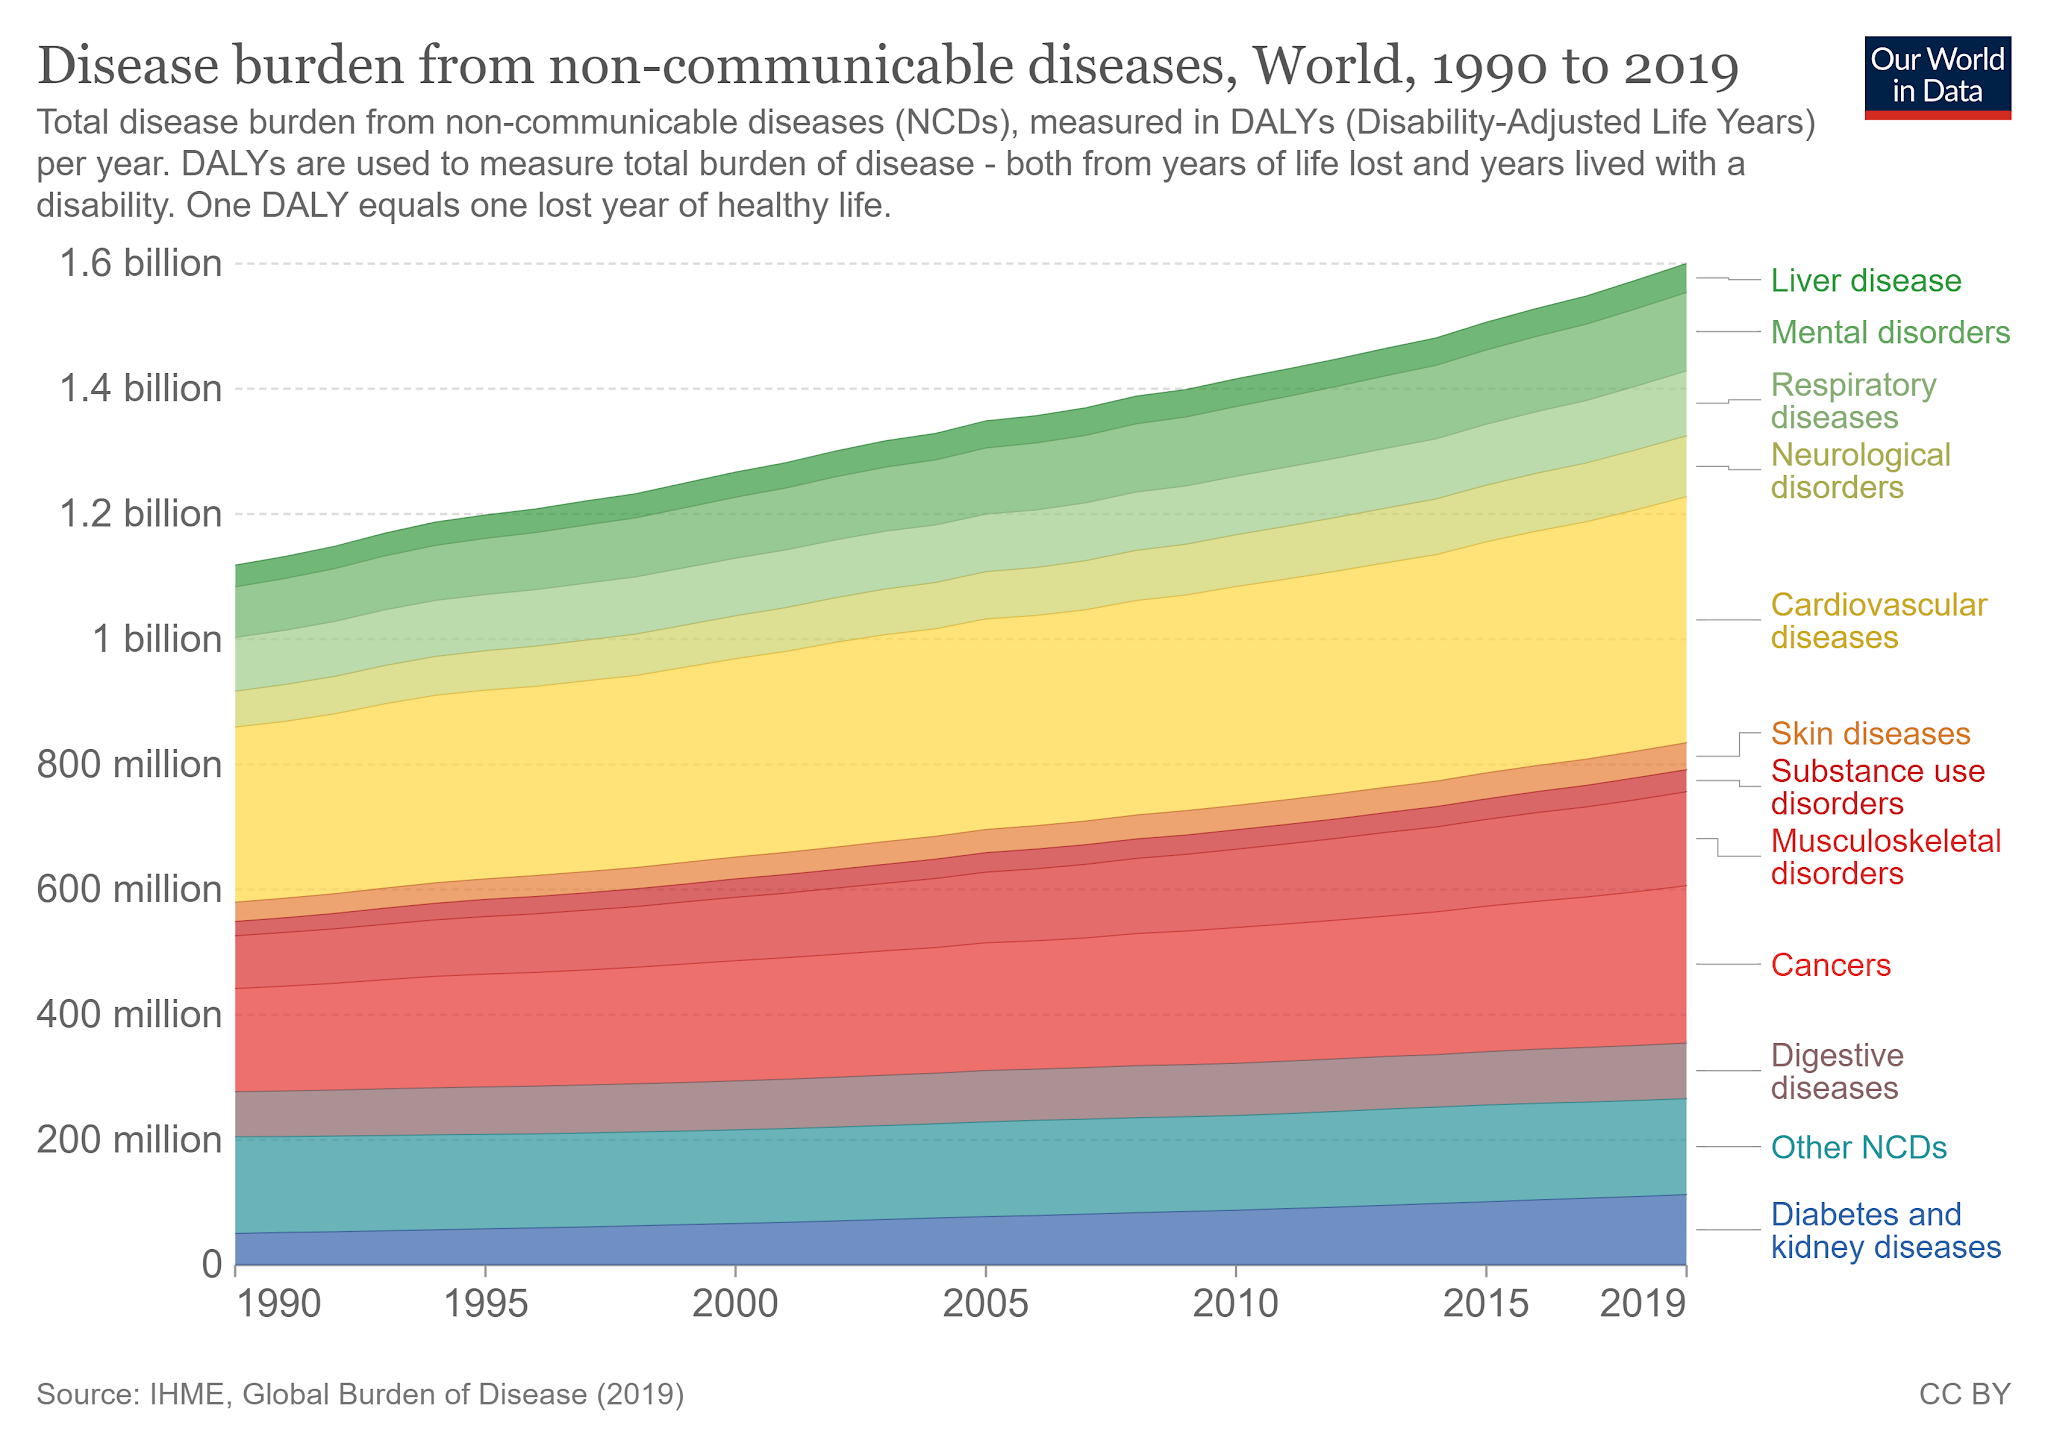 Disease burden from non-communicable diseases, World, 1990 to 2019
Our World
in Data
Total disease burden from non-communicable diseases (NCDs), measured in DALYs (Disability-Adjusted Life Years)
per year. DALYs are used to measure total burden of disease - both from years of life lost and years lived with a
disability. One DALY equals one lost year of healthy life.
1.6 billion
1.4 billion
1.2 billion
1 billion
800 million
600 million
400 million
200 million
0
Liver disease
Mental disorders
Respiratory
diseases
Neurological
disorders
Cardiovascular
diseases
Skin diseases
Substance use
disorders
Musculoskeletal
disorders
Cancers
Digestive
diseases
Other NCDs
Diabetes and
kidney diseases
1990 1995 2000 2005 2010 2015 2019
Source: IHME, Global Burden of Disease (2019)
CC BY